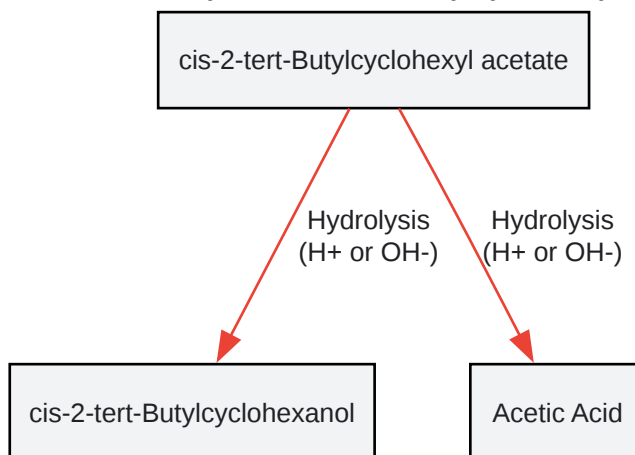 cis-2-tert-Butylcyclohexyl acetate
Hydrolysis
(H+ or OH-)
Hydrolysis
(H+ or OH-)
cis-2-tert-Butylcyclohexanol
Acetic Acid